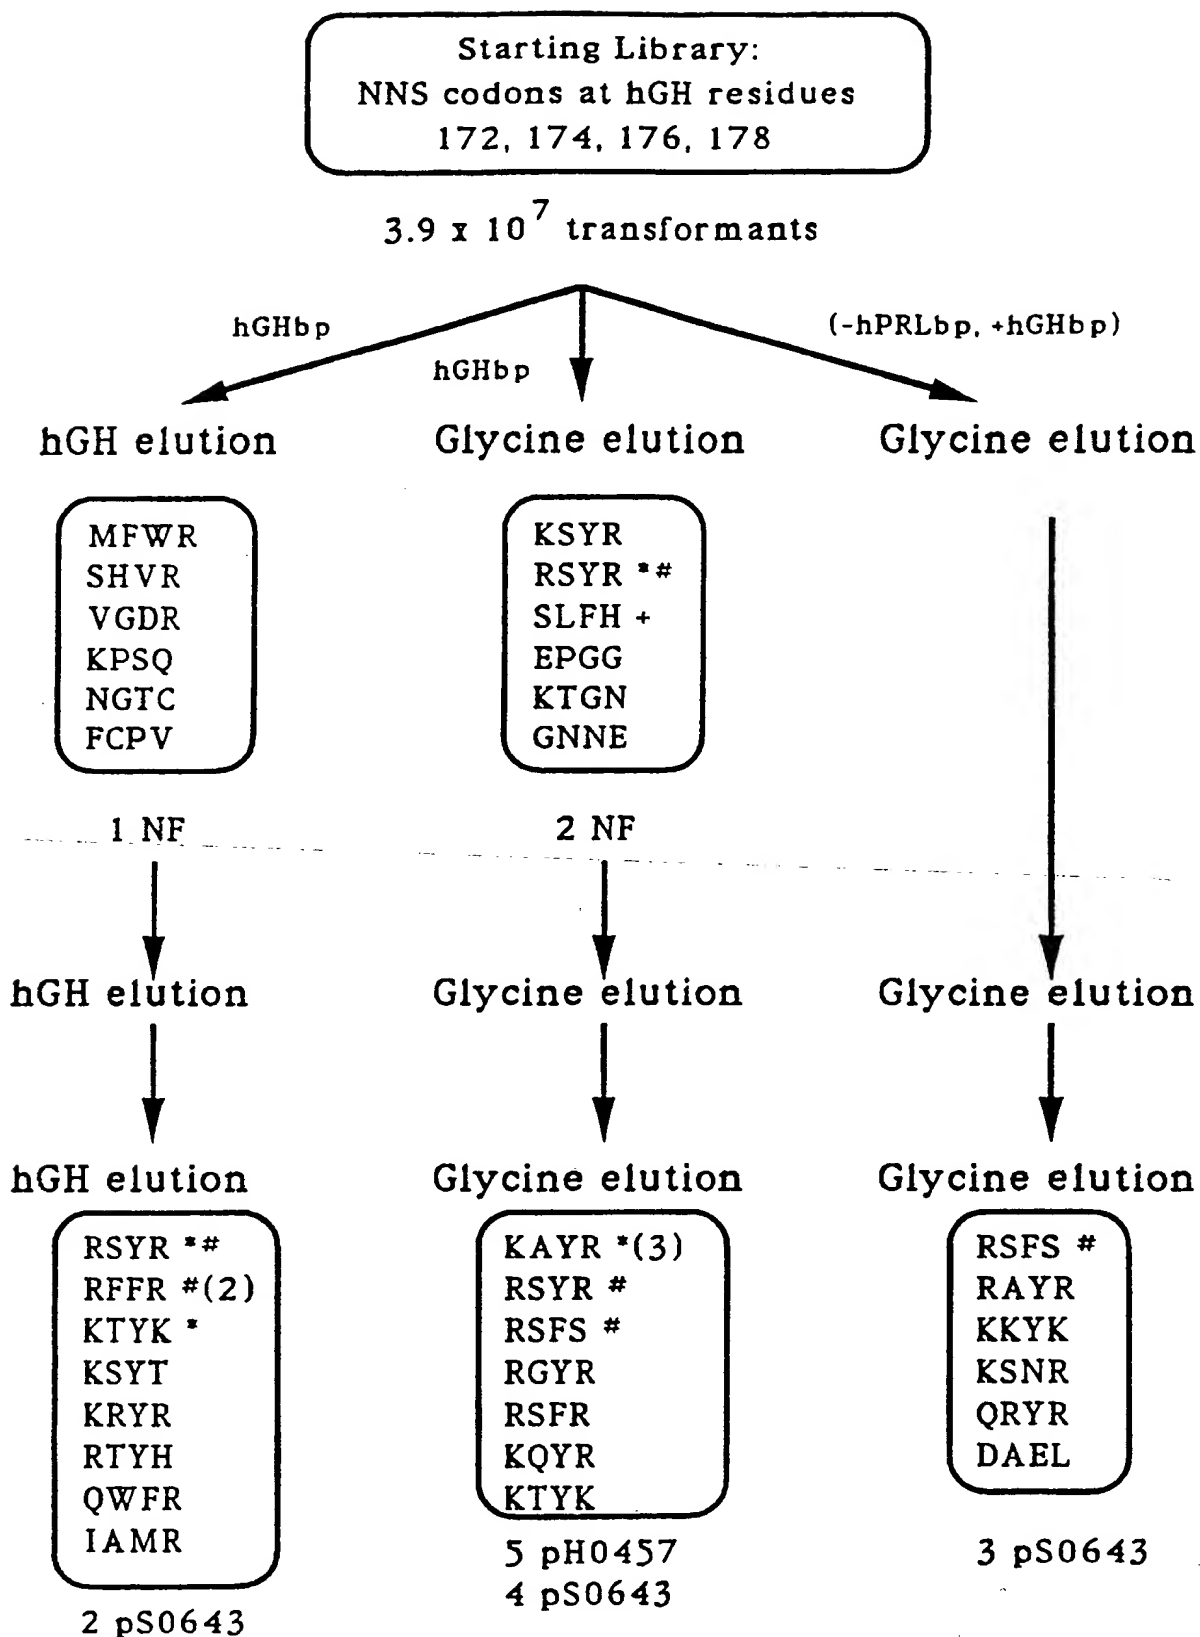 Starting Library:
NNS codons at hGH residues
172, 174, 176, 178
3.9 x 10^7 transformants
hGHbp
hGHbp
(-hPRLbp, +hGHbp)
hGH elution
Glycine elution
Glycine elution
MFWR
SHVR
VGDR
KPSQ
NGTC
FCPV
1 NF
KSYR
RSYR *#
SLFH +
EPGG
KTGN
GNNE
2 NF
hGH elution
Glycine elution
Glycine elution
hGH elution
Glycine elution
Glycine elution
RSYR *#
RFFR #(2)
KTYK *
KSYT
KRYR
RTYH
QWFR
IAMR
2 pS0643
KAYR *(3)
RSYR #
RSFS #
RGYR
RSFR
KQYR
KTYK
5 pH0457
4 pS0643
RSFS #
RAYR
KKYK
KSNR
QRYR
DAEL
3 pS0643